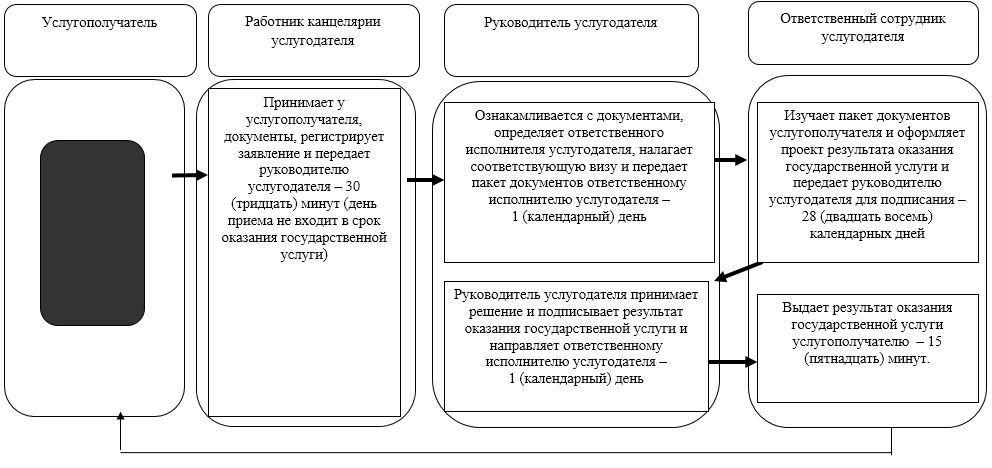 Услугополучатель
Работник канцелярии
услугодателя
Руководитель услугодателя
Ответственный сотрудник
услугодателя
Принимает у
услугополучателя,
документы, регистрирует
заявление и передает
руководителю
услугодателя – 30
(тридцать) минут (день
приема не входит в срок
оказания государственной
услуги)
Ознакамливается с документами,
определяет ответственного
исполнителя услугодателя, налагает
соответствующую визу и передает
пакет документов ответственному
исполнителю услугодателя –
1 (календарный) день
Изучает пакет документов
услугополучателя и оформляет
проект результата оказания
государственной услуги и
передает руководителю
услугодателя для подписания –
28 (двадцать восемь)
календарных дней
Руководитель услугодателя принимает
решение и подписывает результат
оказания государственной услуги и
направляет ответственному
исполнителю услугодателя –
1 (календарный) день
Выдает результат оказания
государственной услуги
услугополучателю – 15
(пятнадцать) минут.